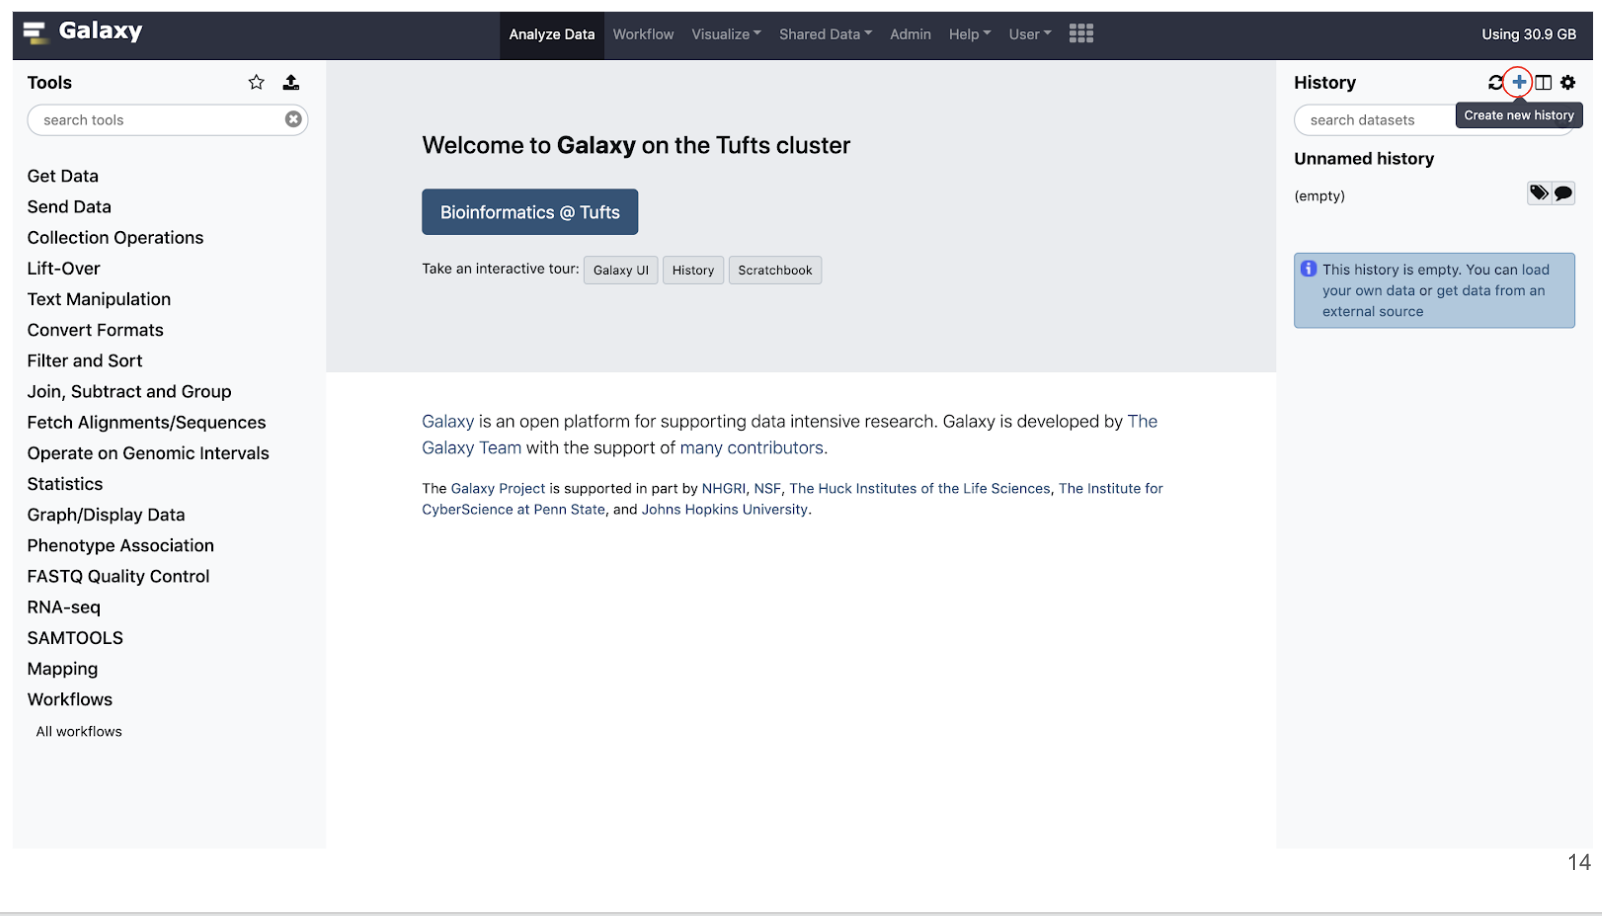 Galaxy
Analyze Data Workflow Visualize Shared Data Admin Help User
Using 30.9 GB
Tools
search tools
Get Data
Send Data
Collection Operations
Lift-Over
Text Manipulation
Convert Formats
Filter and Sort
Join, Subtract and Group
Fetch Alignments/Sequences
Operate on Genomic Intervals
Statistics
Graph/Display Data
Phenotype Association
FASTQ Quality Control
RNA-seq
SAMTOOLS
Mapping
Workflows
All workflows
Welcome to Galaxy on the Tufts cluster
Bioinformatics @ Tufts
Take an interactive tour: Galaxy UI History Scratchbook
Galaxy is an open platform for supporting data intensive research. Galaxy is developed by The
Galaxy Team with the support of many contributors.
The Galaxy Project is supported in part by NHGRI, NSF, The Huck Institutes of the Life Sciences, The Institute for
CyberScience at Penn State, and Johns Hopkins University.
History
Create new history
search datasets
Unnamed history
(empty)
This history is empty. You can load
your own data or get data from an
external source
14